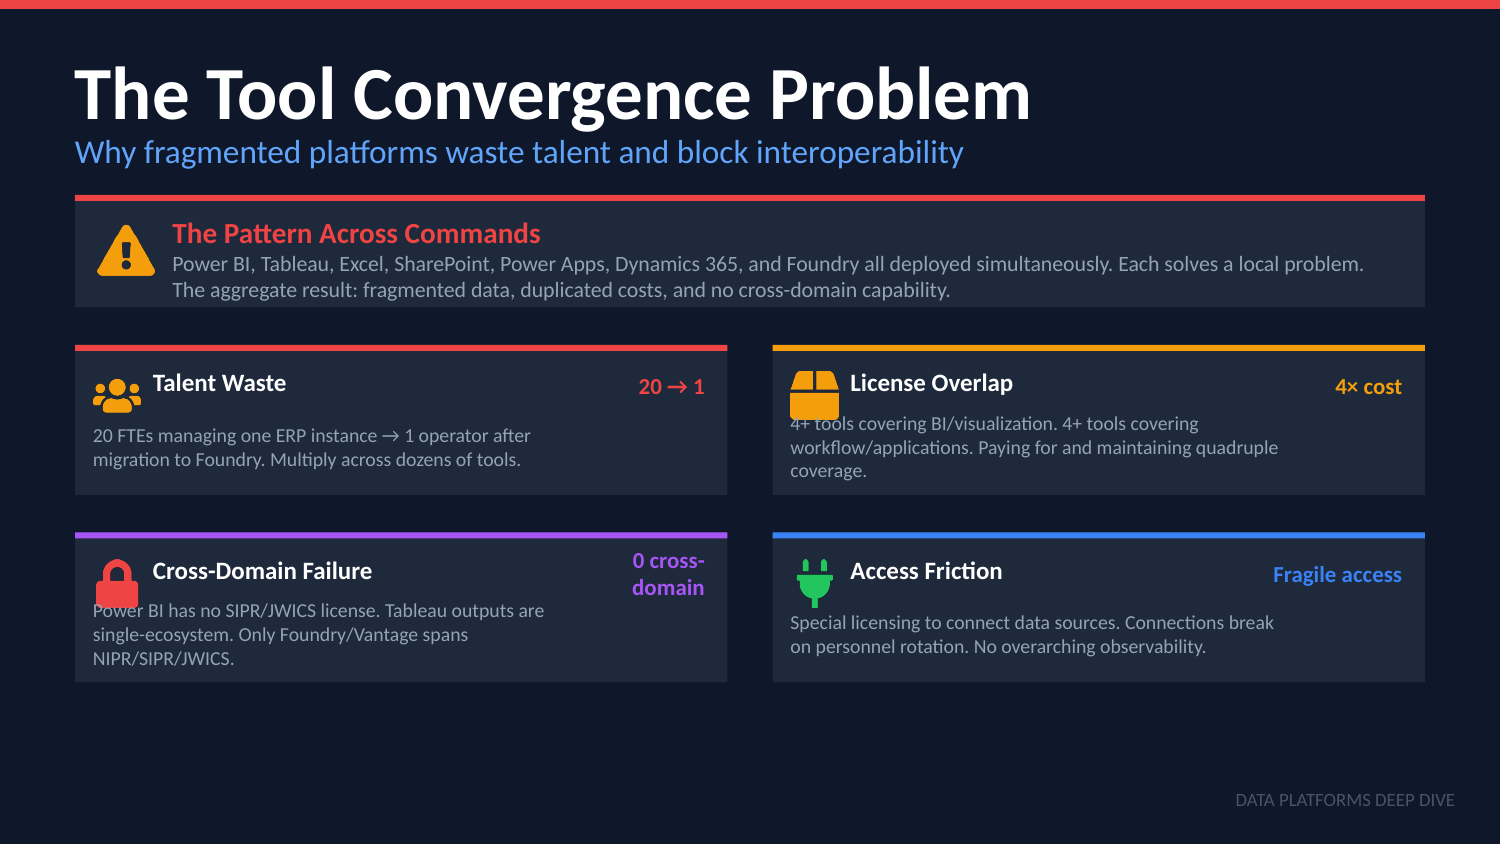 The Tool Convergence Problem
Why fragmented platforms waste talent and block interoperability
The Pattern Across Commands
Power BI, Tableau, Excel, SharePoint, Power Apps, Dynamics 365, and Foundry all deployed simultaneously. Each solves a local problem.
The aggregate result: fragmented data, duplicated costs, and no cross-domain capability.
Talent Waste
20 → 1
20 FTEs managing one ERP instance → 1 operator after
migration to Foundry. Multiply across dozens of tools.
License Overlap
4× cost
4+ tools covering BI/visualization. 4+ tools covering
workflow/applications. Paying for and maintaining quadruple
coverage.
Cross-Domain Failure
0 cross-
domain
Power BI has no SIPR/JWICS license. Tableau outputs are
single-ecosystem. Only Foundry/Vantage spans
NIPR/SIPR/JWICS.
Access Friction
Fragile access
Special licensing to connect data sources. Connections break
on personnel rotation. No overarching observability.
DATA PLATFORMS DEEP DIVE